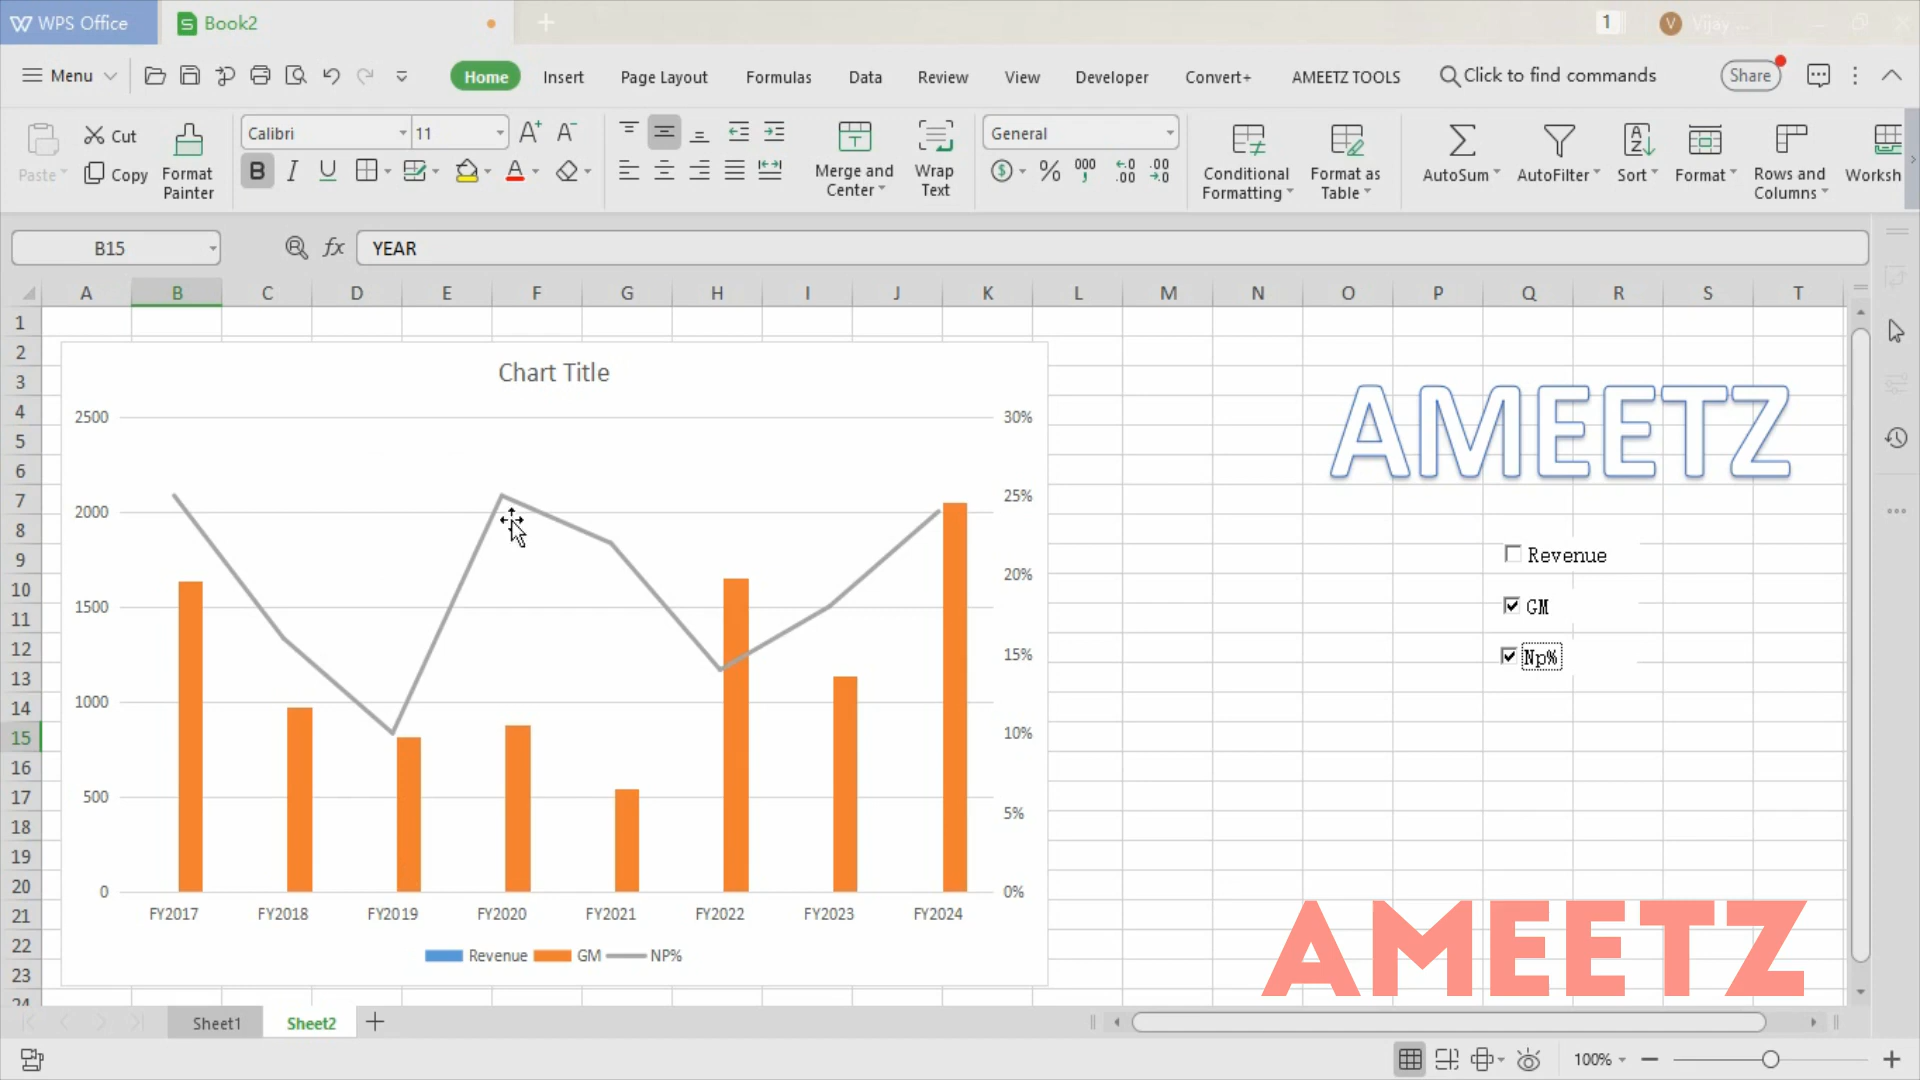 WPS Office Book2 1 V Vijay ...
Menu Home Insert Page Layout Formulas Data Review View Developer Convert+ AMEETZ TOOLS Click to find commands Share
Cut Calibri 11 A+ A- General
Paste Copy Format Painter B I U A Merge and Center Wrap Text $ % 000 .00 .00 Conditional Formatting Format as Table AutoSum AutoFilter Sort Format Rows and Columns Worksh
B15 fx YEAR
A B C D E F G H I J K L M N O P Q R S T
1
2
3
4
5
6
7
8
9
10
11
12
13
14
15
16
17
18
19
20
21
22
23
24
Chart Title
2500 30%
25%
2000
20%
1500
15%
1000
10%
500
5%
0 0%
FY2017 FY2018 FY2019 FY2020 FY2021 FY2022 FY2023 FY2024
Revenue GM NP%
AMEETZ
Revenue
GM
Np%
AMEETZ
Sheet1 Sheet2
100%